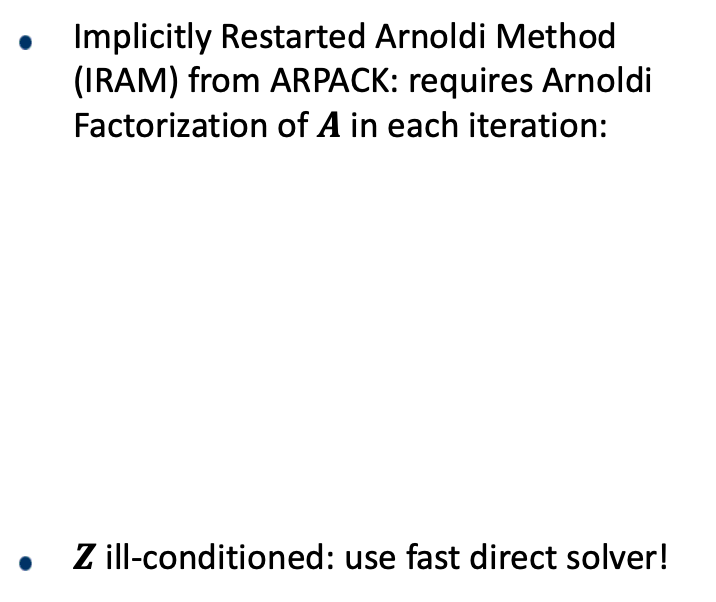 • Implicitly Restarted Arnoldi Method
(IRAM) from ARPACK: requires Arnoldi
Factorization of A in each iteration:
• Z ill-conditioned: use fast direct solver!